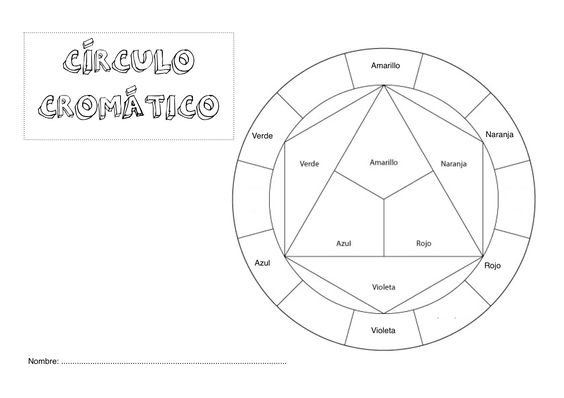 CÍRCULO
CROMÁTICO
Amarillo
Verde
Naranja
Verde
Amarillo
Naranja
Azul
Rojo
Azul
Rojo
Violeta
Violeta
Nombre: ..........................................................................................